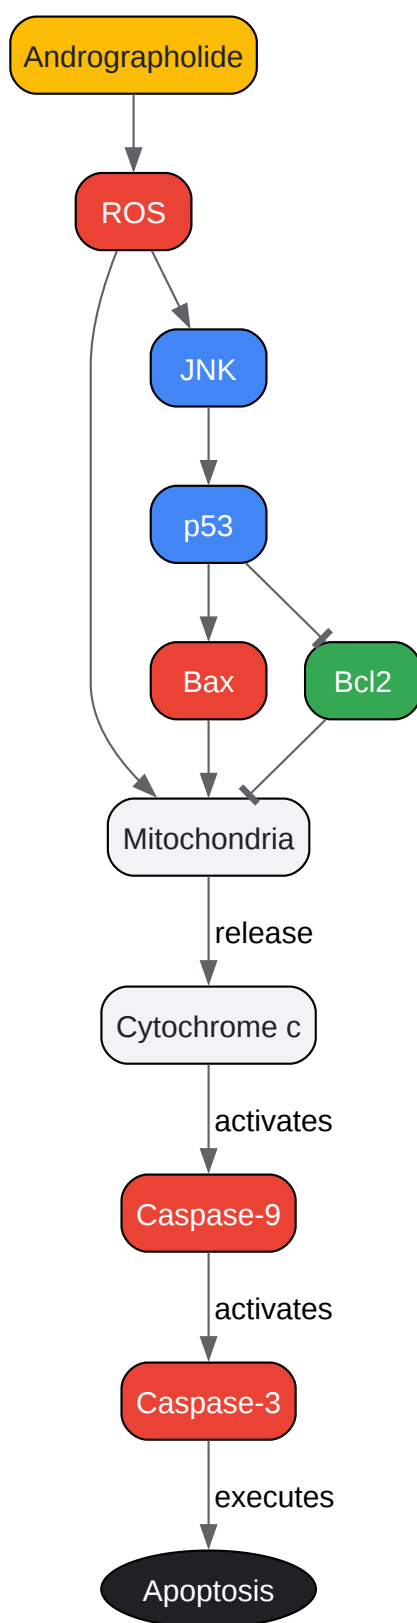 Andrographolide
ROS
JNK
p53
Bax
Bcl2
Mitochondria
release
Cytochrome c
activates
Caspase-9
activates
Caspase-3
executes
Apoptosis